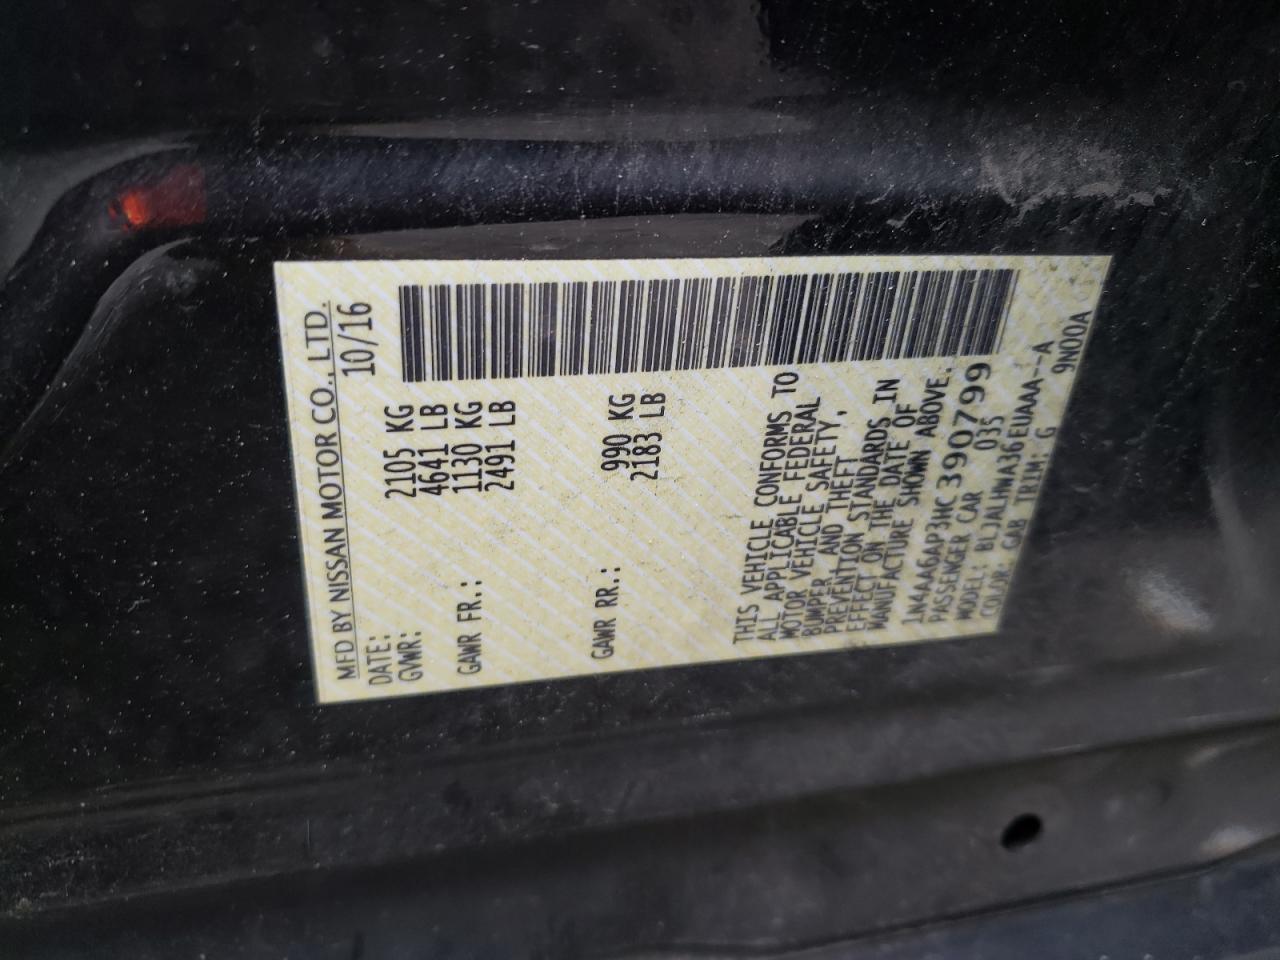 MFD BY NISSAN MOTOR CO., LTD.
DATE: 10/16
GVWR: 2105 KG
4641 LB
GAWR FR.: 1130 KG
2491 LB
GAWR RR.: 990 KG
2183 LB
THIS VEHICLE CONFORMS TO
ALL APPLICABLE FEDERAL
MOTOR VEHICLE SAFETY,
BUMPER AND THEFT
PREVENTION STANDARDS IN
EFFECT ON THE DATE OF
MANUFACTURE SHOWN ABOVE.
1N4AA6AP3HC390799
PASSENGER CAR 035
MODEL: BLJALHWA36EUAAA--A
COLOR: GAB TRIM: G 9N00A